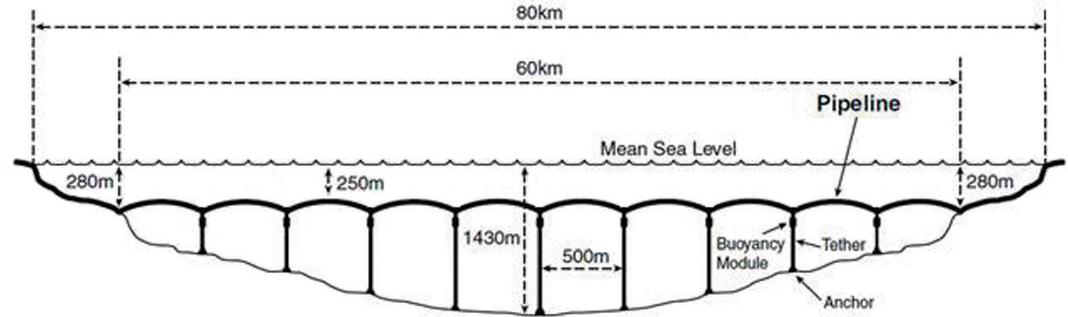 80km
60km
Pipeline
Mean Sea Level
280m
250m
280m
1430m
500m
Buoyancy
Module
Tether
Anchor